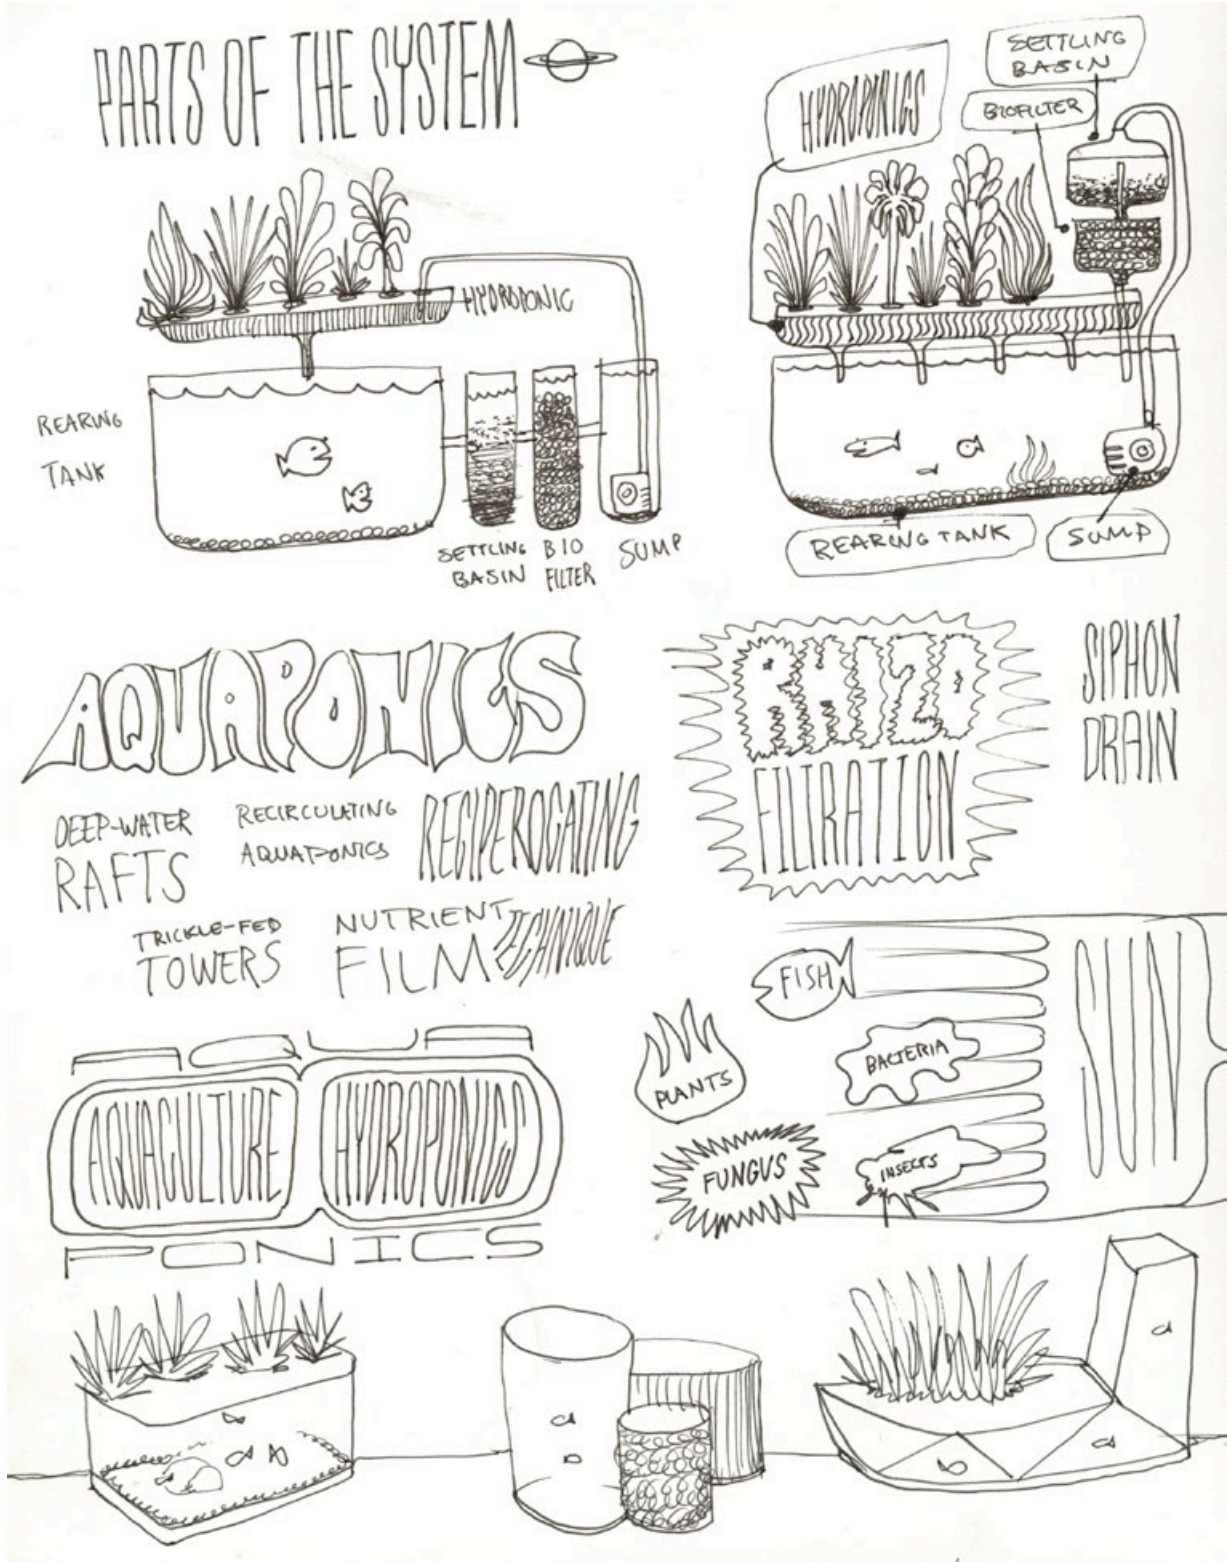 PARTS OF THE SYSTEM
HYDROPONIC
REARING
TANK
SETTLING
BASIN
BIO
FILTER
SUMP
SETTLING
BASIN
HYDROPONICS
BIOFILTER
REARING TANK
SUMP
AQUAPONICS
RHIZO
FILTRATION
SIPHON
DRAIN
DEEP-WATER
RAFTS
RECIRCULATING
AQUAPONICS
RECIPEROCATING
TRICKLE-FED
TOWERS
NUTRIENT
FILM TECHNIQUE
FISH
PLANTS
BACTERIA
FUNGUS
INSECTS
SUN
AQUA
AQUACULTURE
HYDROPONICS
PONICS